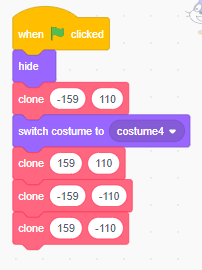 when clicked
hide
clone -159 110
switch costume to costume4
clone 159 110
clone -159 -110
clone 159 -110